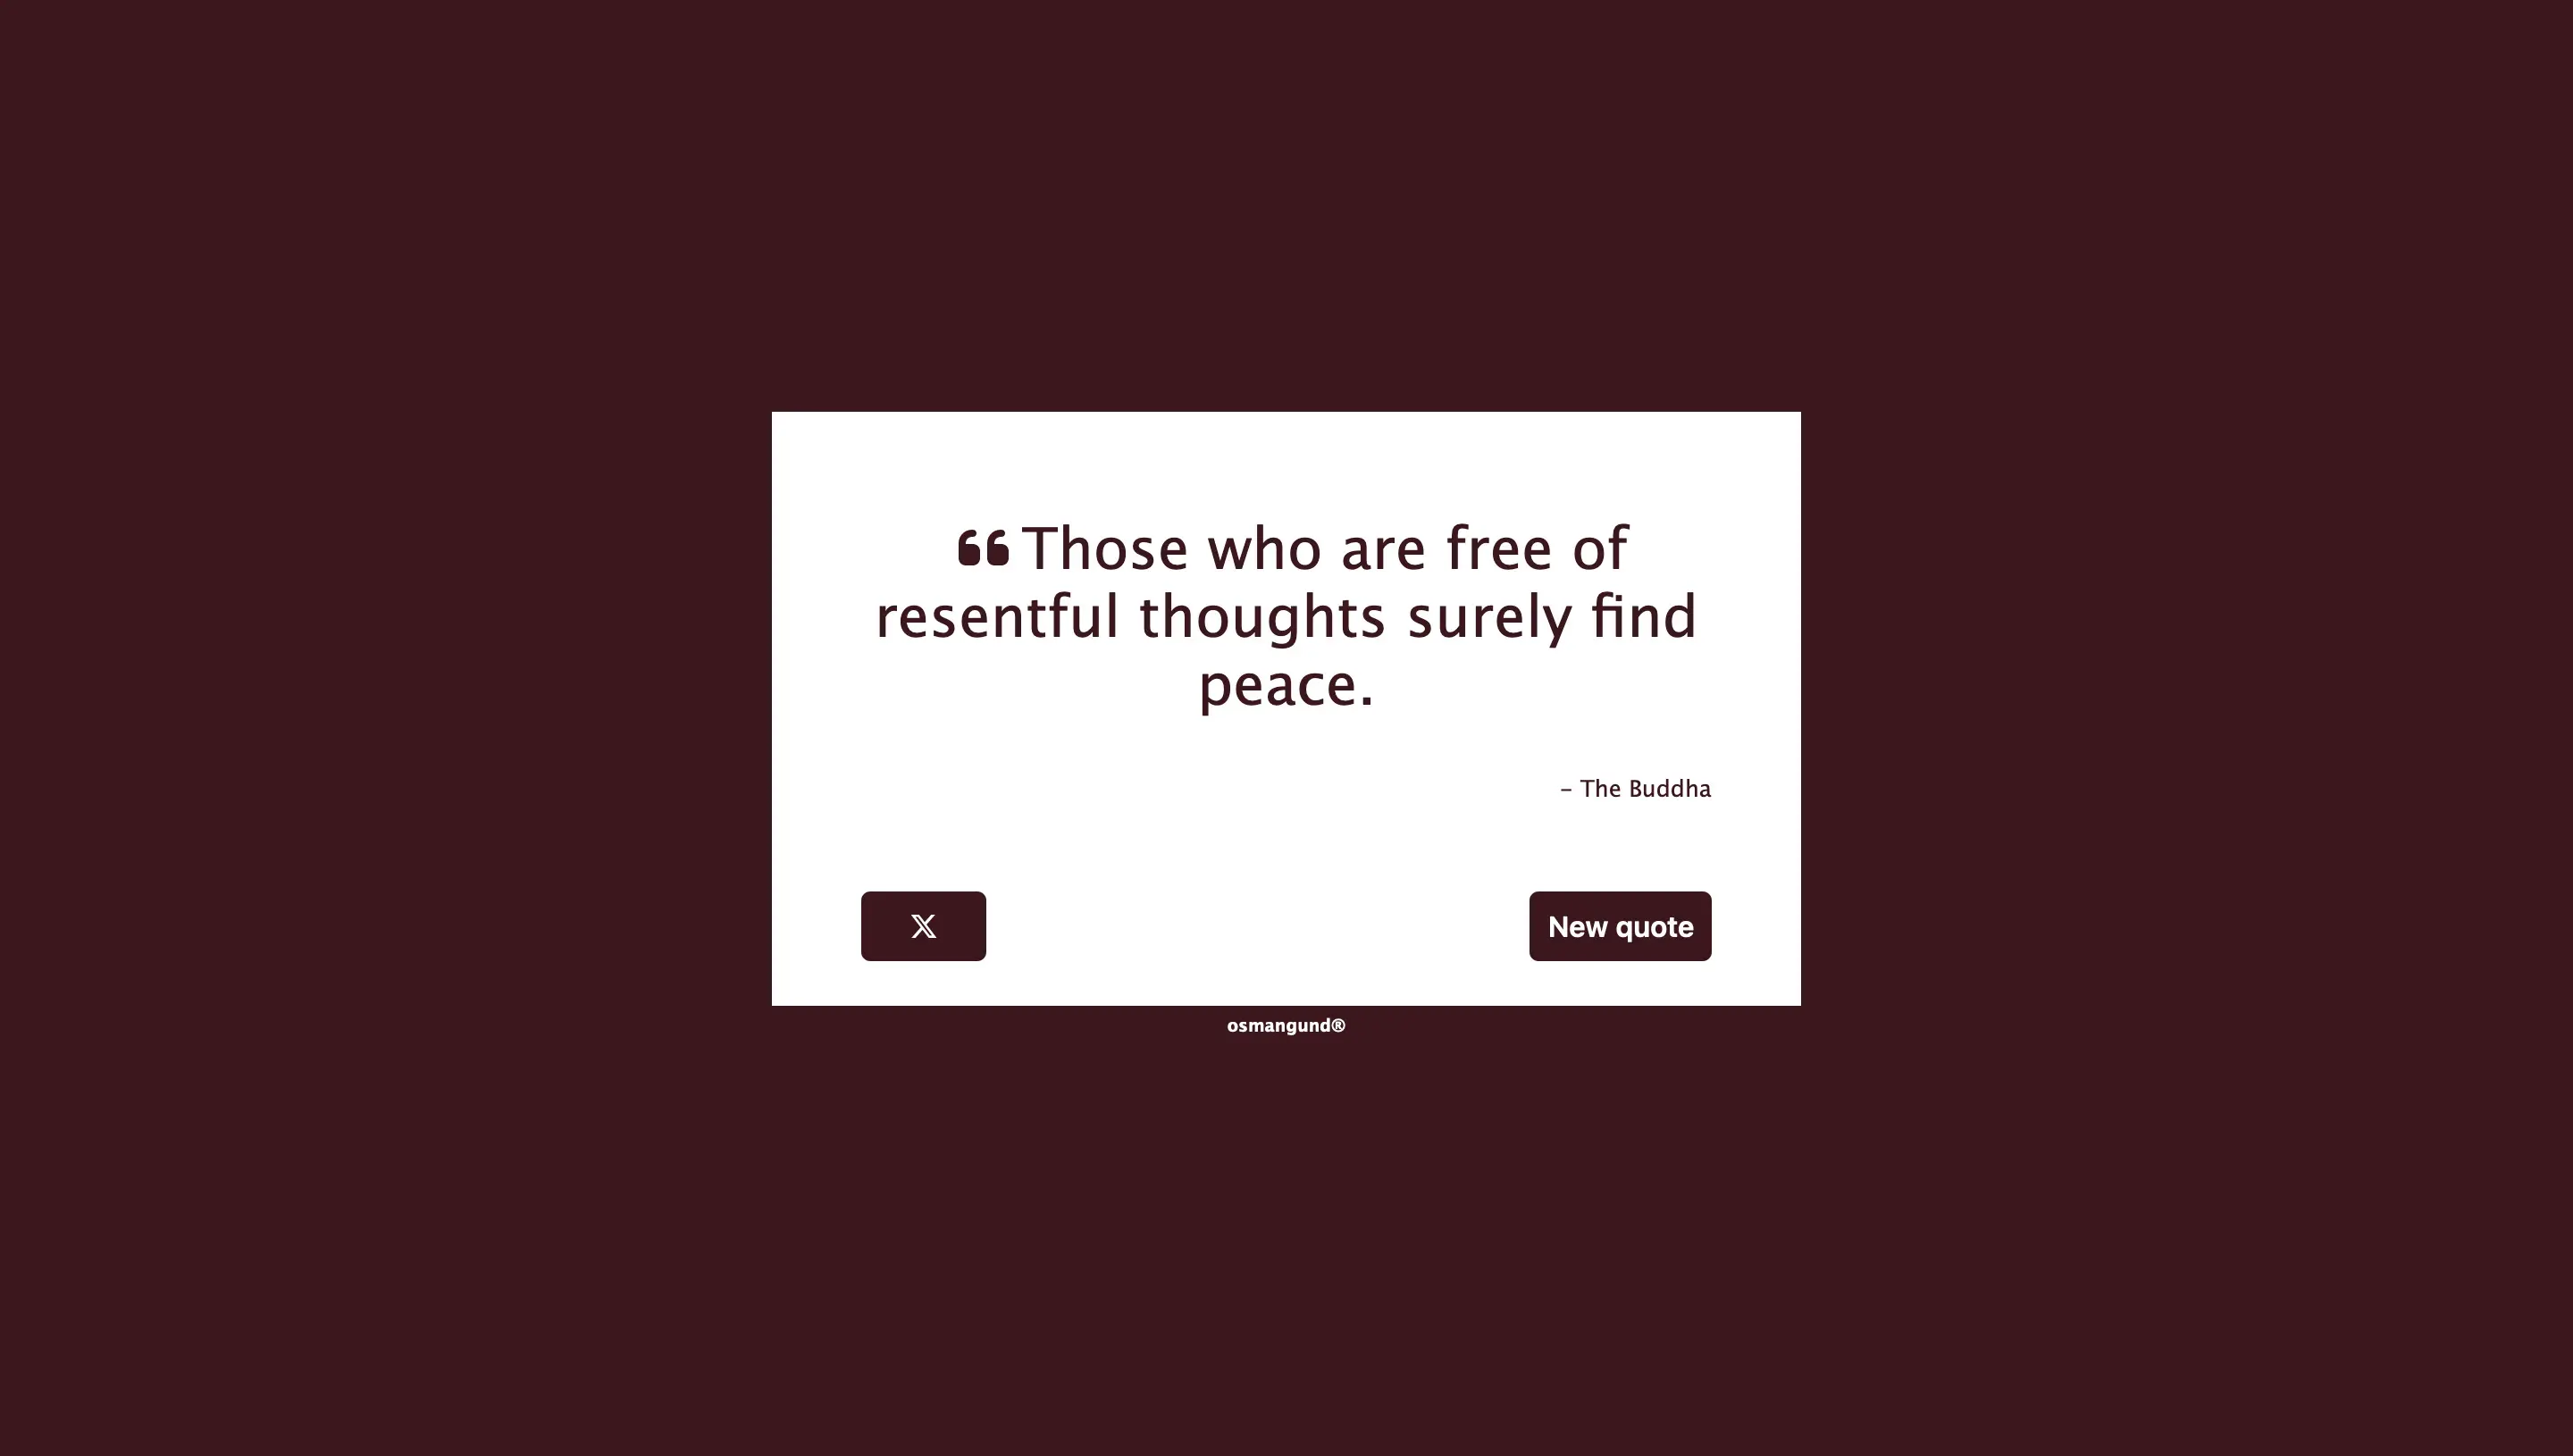 ❝ Those who are free of
resentful thoughts surely find
peace.
– The Buddha
𝕏
New quote
osmangund®